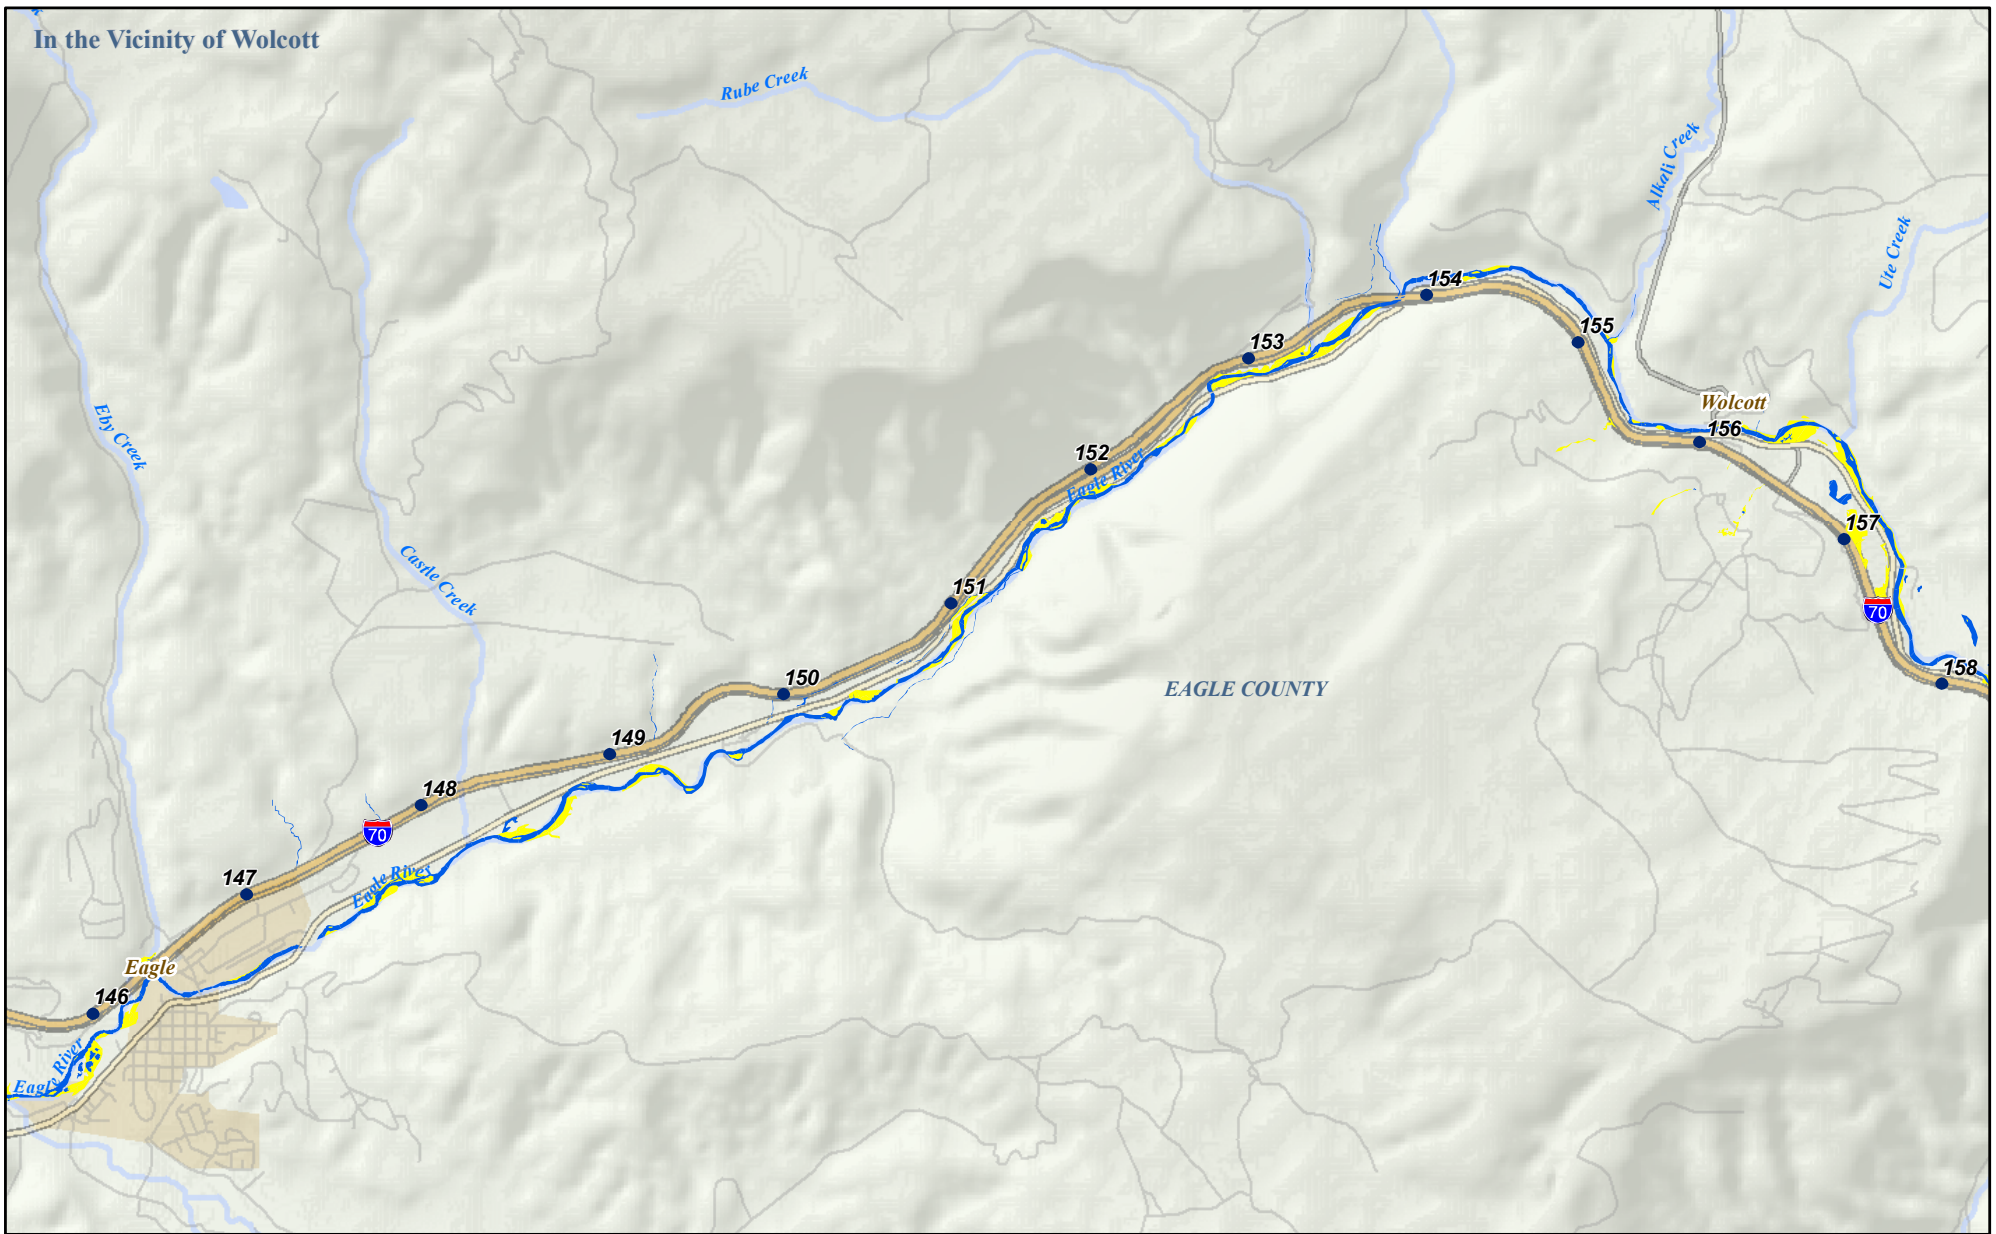 In the Vicinity of Wolcott
Rube Creek
Alkali Creek
Ute Creek
154
155
153
Wolcott
156
Eby Creek
152
Eagle River
157
Castle Creek
151
70
158
150
EAGLE COUNTY
149
148
70
147
Eagle River
Eagle
146
Eagle River